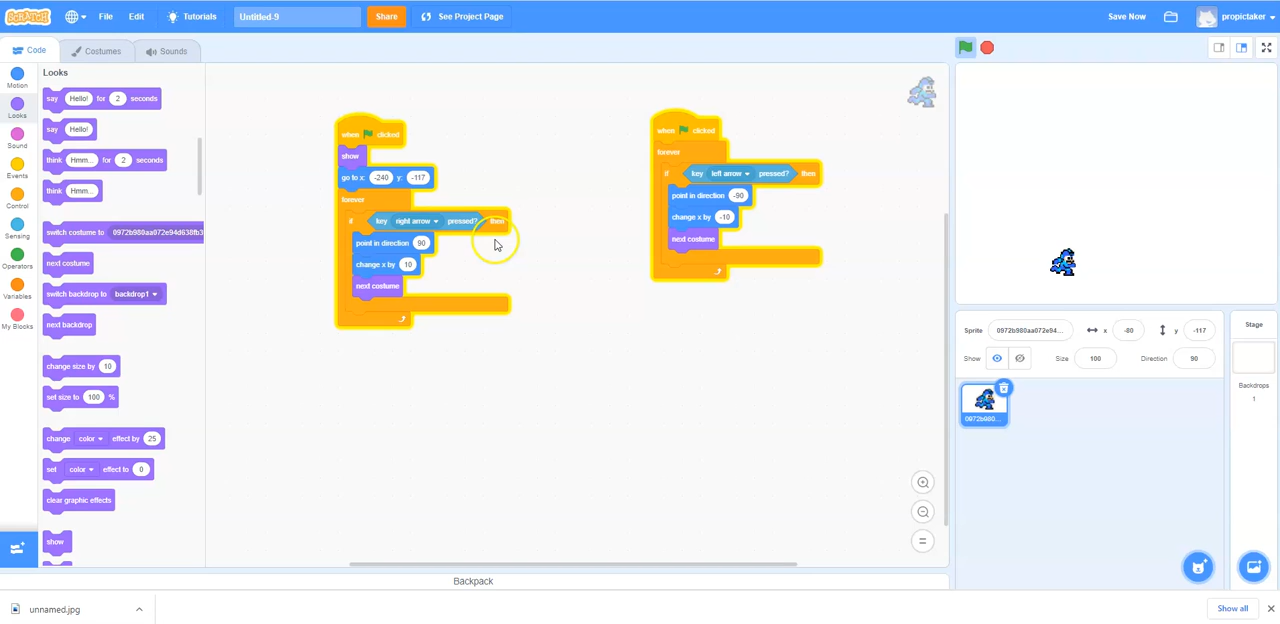 SCRATCH
File
Edit
Tutorials
Untitled-9
Share
See Project Page
Save Now
propictaker
Code
Costumes
Sounds
Motion
Looks
Sound
Events
Control
Sensing
Operators
Variables
My Blocks
Looks
say Hello! for 2 seconds
say Hello!
think Hmm... for 2 seconds
think Hmm...
switch costume to 0972b980aa072e94d638fb3
next costume
switch backdrop to backdrop1
next backdrop
change size by 10
set size to 100 %
change color effect by 25
set color effect to 0
clear graphic effects
show
when clicked
show
go to x: -240 y: -117
forever
if key right arrow pressed? then
point in direction 90
change x by 10
next costume
when clicked
forever
if key left arrow pressed? then
point in direction -90
change x by -10
next costume
Backpack
Sprite 0972b980aa072e94... x -80 y -117
Show Size 100 Direction 90
0972b980...
Stage
Backdrops
1
unnamed.jpg
Show all